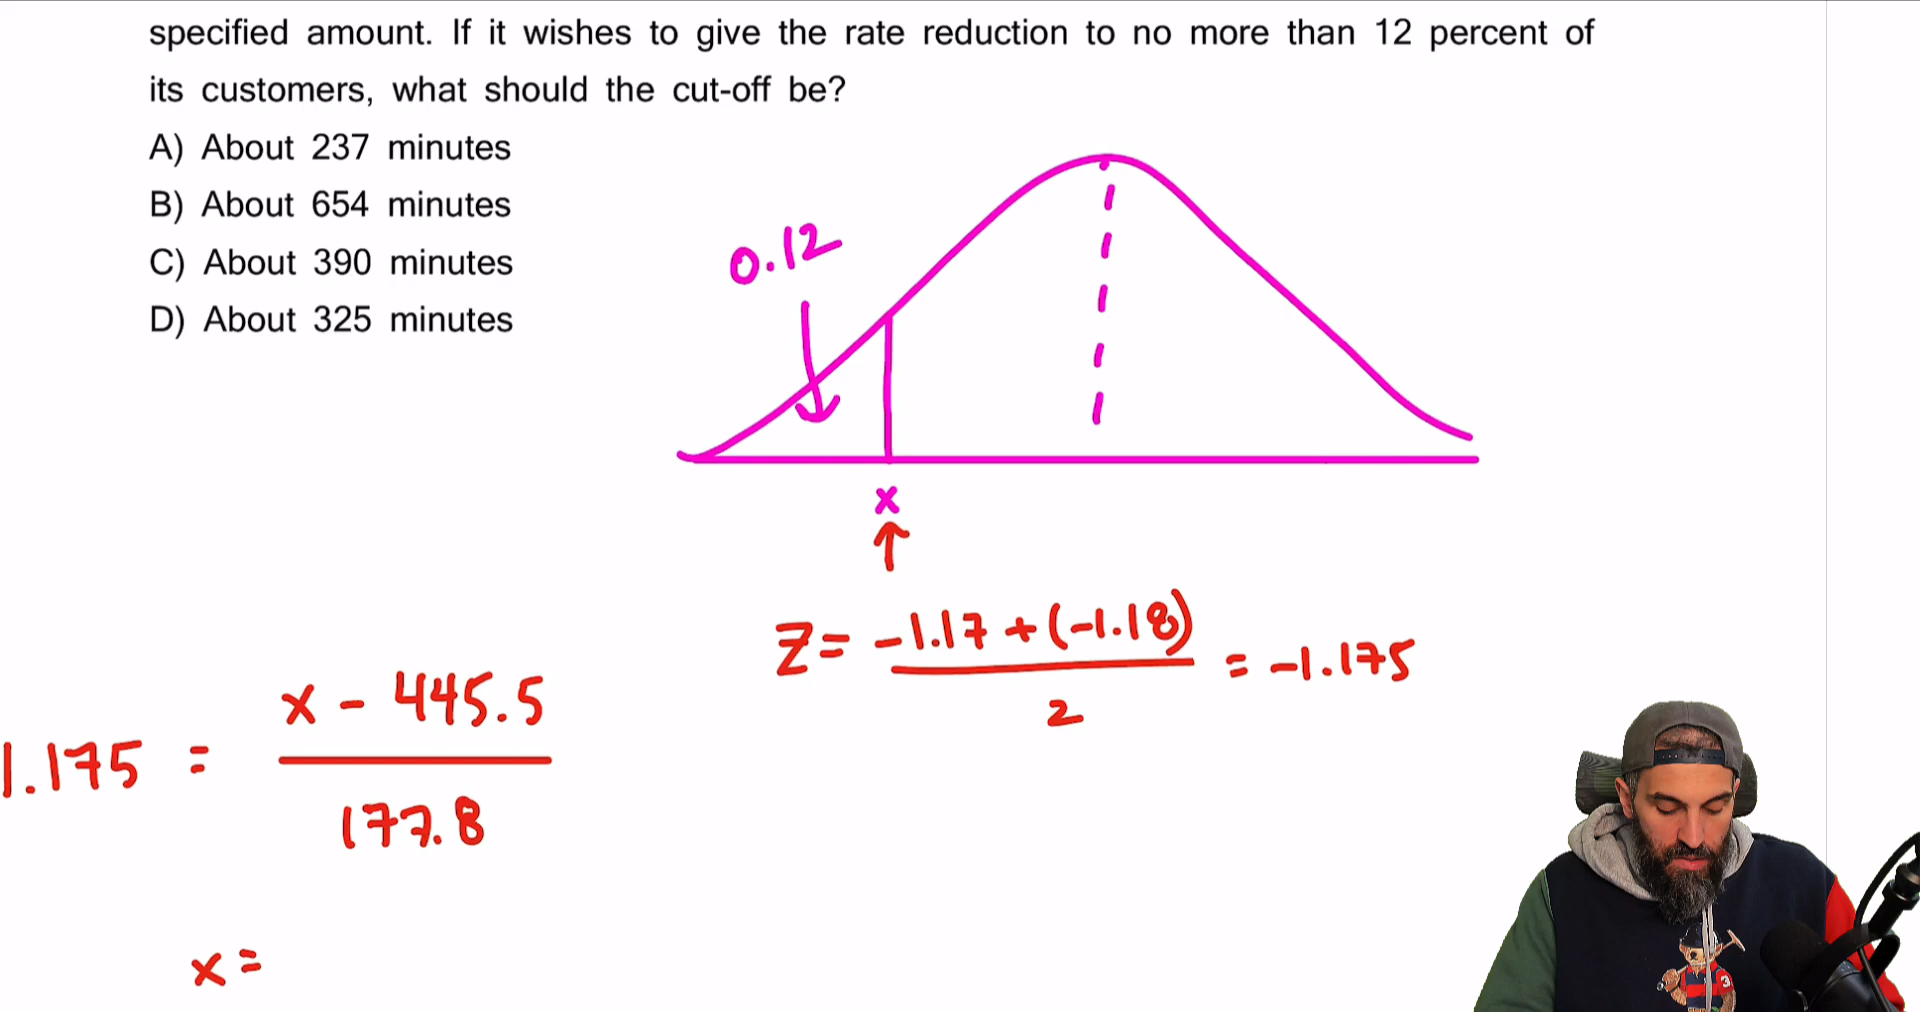 specified amount. If it wishes to give the rate reduction to no more than 12 percent of
its customers, what should the cut-off be?
A) About 237 minutes
B) About 654 minutes
C) About 390 minutes
D) About 325 minutes
0.12
x
Z = -1.17 + (-1.18) / 2 = -1.175
1.175 = x - 445.5 / 177.8
x =
3